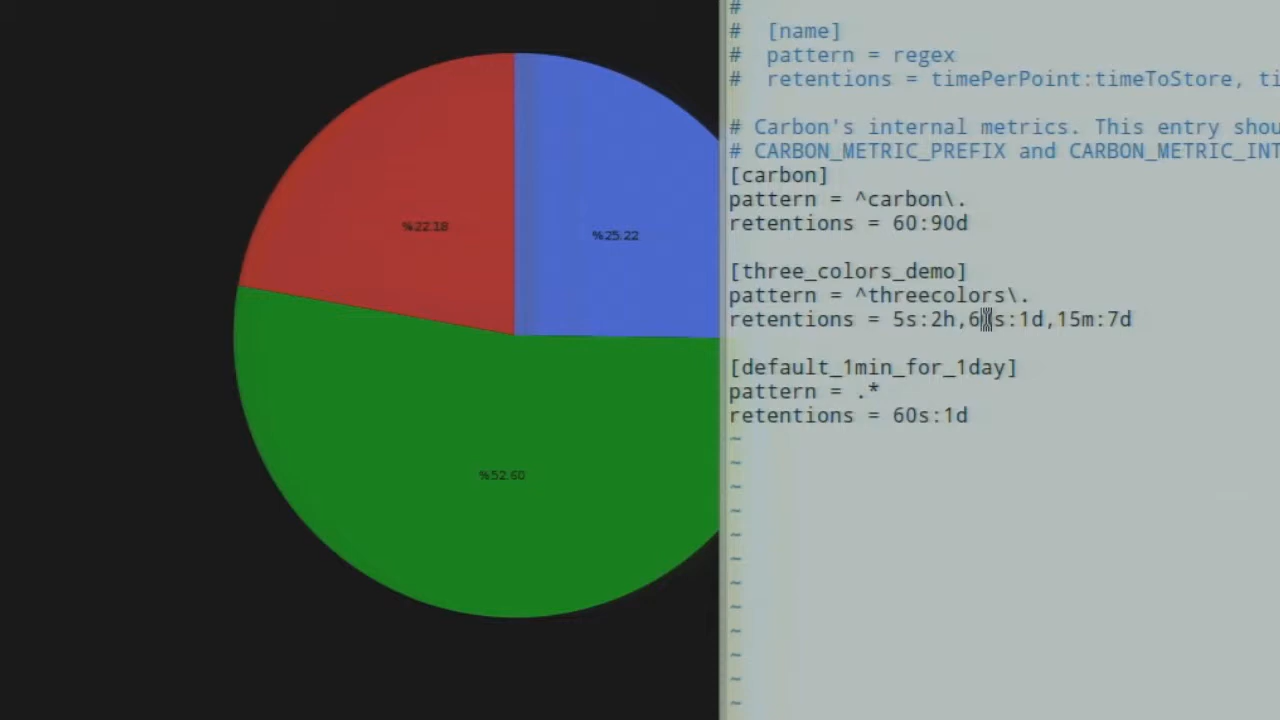 %22.18
%25.22
%52.60
#
#  [name]
#  pattern = regex
#  retentions = timePerPoint:timeToStore, ti
# Carbon's internal metrics. This entry shou
# CARBON_METRIC_PREFIX and CARBON_METRIC_INT
[carbon]
pattern = ^carbon\.
retentions = 60:90d
[three_colors_demo]
pattern = ^threecolors\.
retentions = 5s:2h,60s:1d,15m:7d
[default_1min_for_1day]
pattern = .*
retentions = 60s:1d
~
~
~
~
~
~
~
~
~
~
~
~